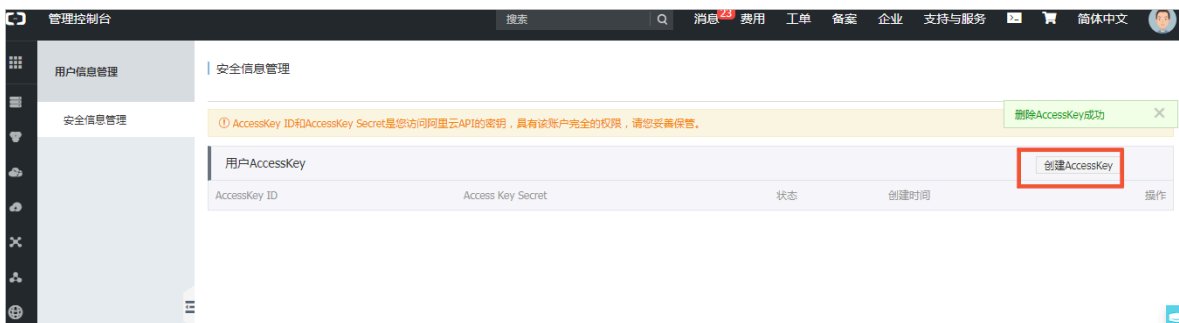 管理控制台 搜索 消息 23 费用 工单 备案 企业 支持与服务 简体中文
用户信息管理
安全信息管理
安全信息管理
删除AccessKey成功
AccessKey ID和AccessKey Secret是您访问阿里云API的密钥，具有该账户完全的权限，请您妥善保管。
用户AccessKey 创建AccessKey
AccessKey ID Access Key Secret 状态 创建时间 操作